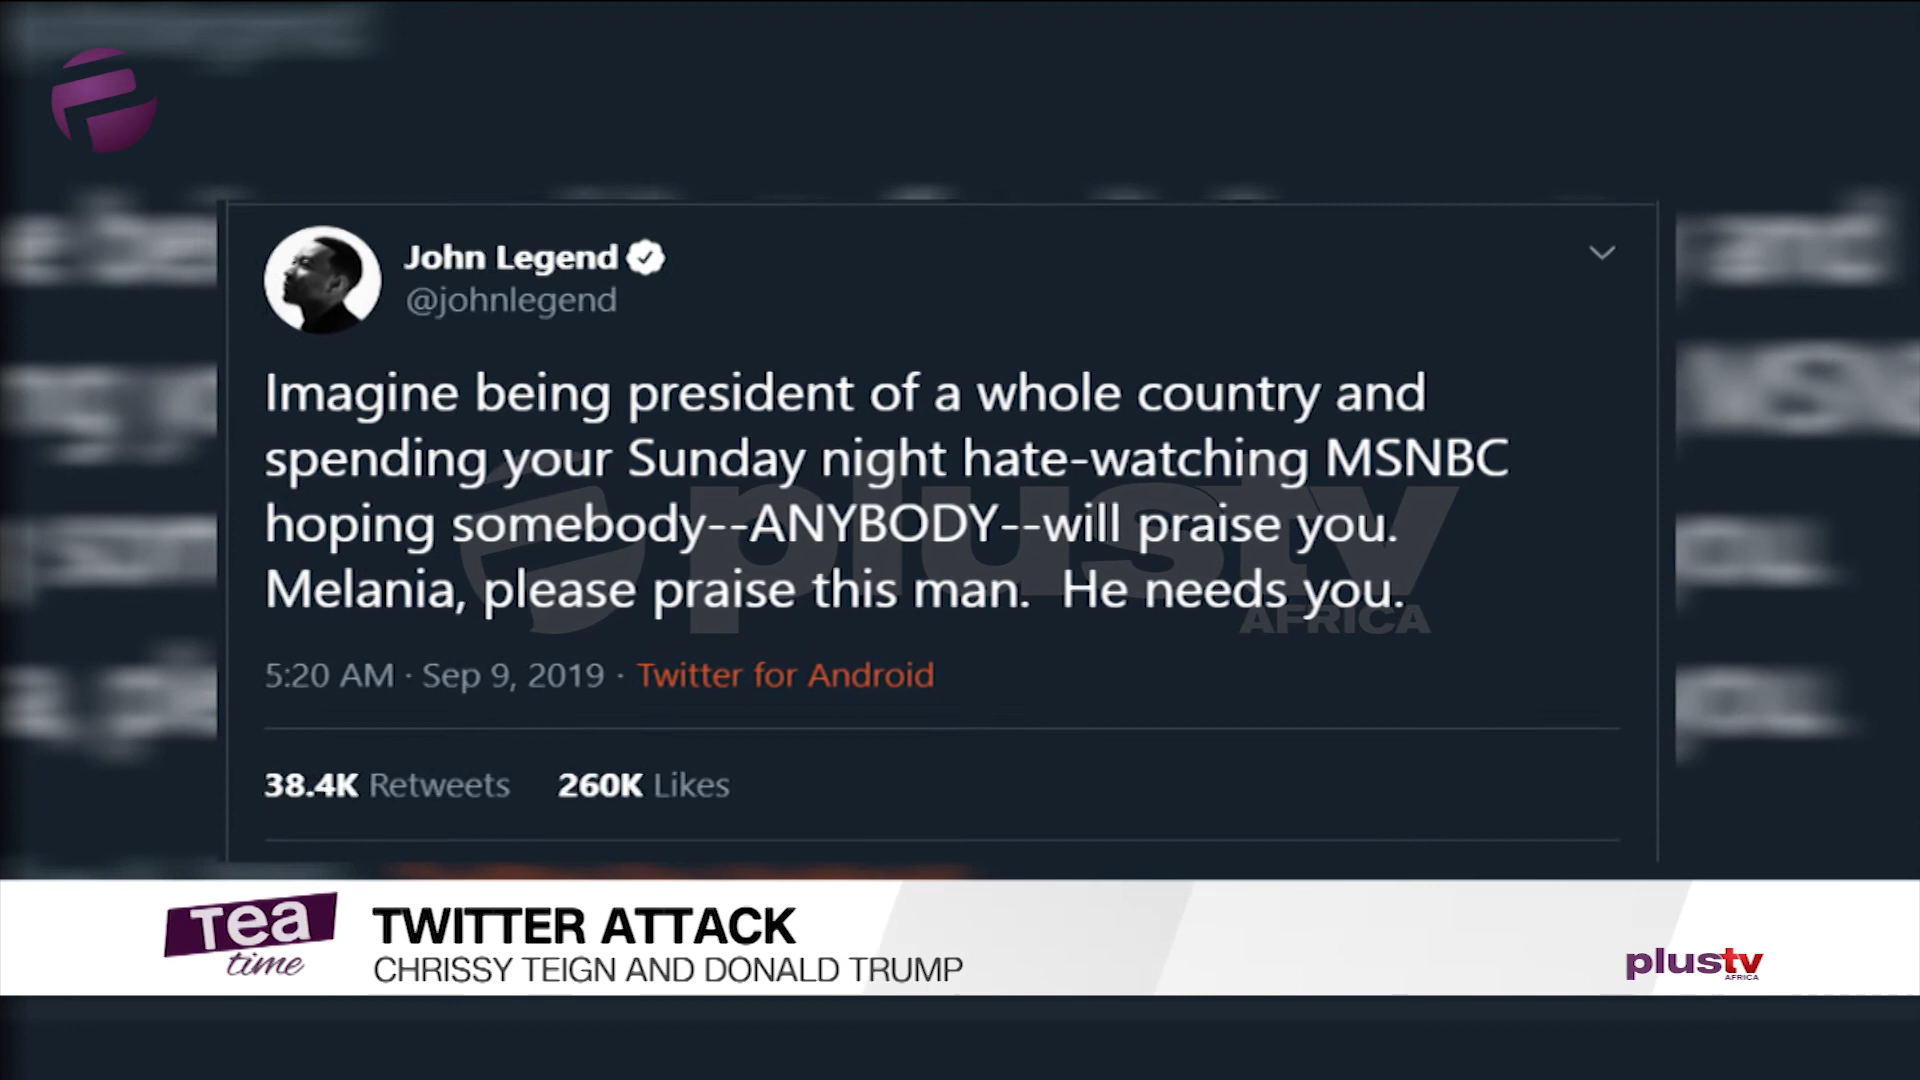 John Legend
@johnlegend
Imagine being president of a whole country and
spending your Sunday night hate-watching MSNBC
hoping somebody--ANYBODY--will praise you.
Melania, please praise this man. He needs you.
plustv
AFRICA
5:20 AM · Sep 9, 2019 · Twitter for Android
38.4K Retweets 260K Likes
Tea
time
TWITTER ATTACK
CHRISSY TEIGN AND DONALD TRUMP
plustv
AFRICA